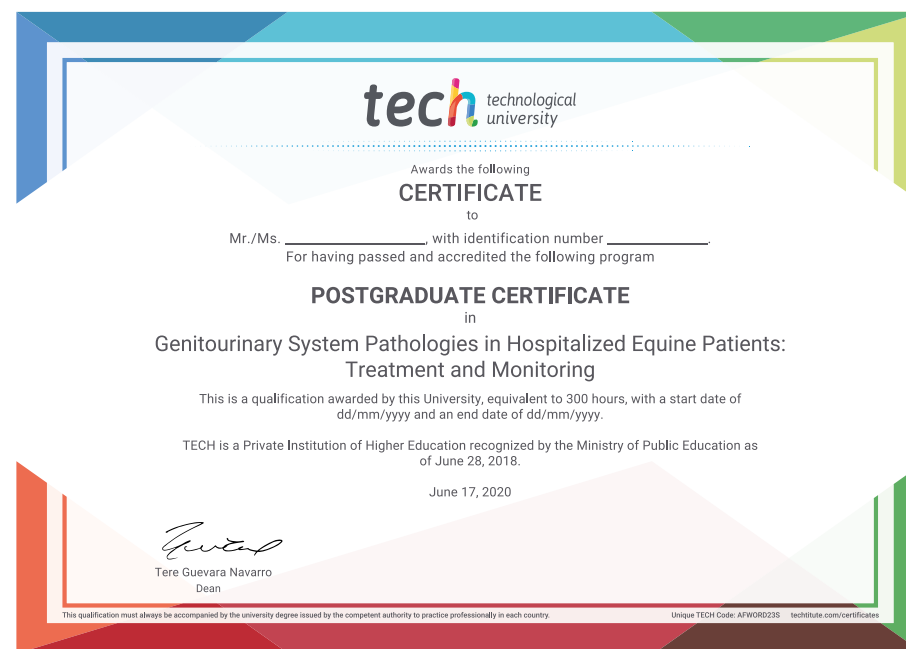 tech technological
university
Awards the following
CERTIFICATE
to
Mr./Ms. ____________________, with identification number ______________.
For having passed and accredited the following program
POSTGRADUATE CERTIFICATE
in
Genitourinary System Pathologies in Hospitalized Equine Patients:
Treatment and Monitoring
This is a qualification awarded by this University, equivalent to 300 hours, with a start date of
dd/mm/yyyy and an end date of dd/mm/yyyy.
TECH is a Private Institution of Higher Education recognized by the Ministry of Public Education as
of June 28, 2018.
June 17, 2020
Tere Guevara Navarro
Dean
This qualification must always be accompanied by the university degree issued by the competent authority to practice professionally in each country. Unique TECH Code: AFWORD23S techtitute.com/certificates